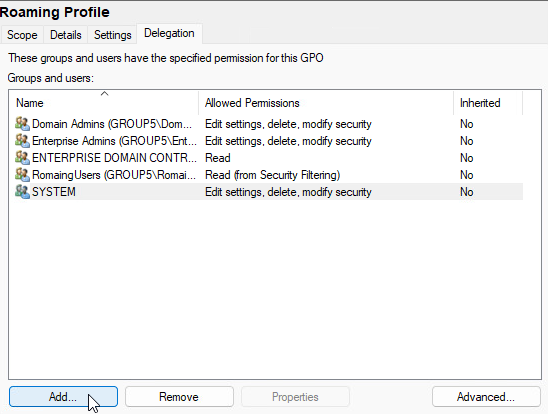 Roaming Profile
Scope Details Settings Delegation
These groups and users have the specified permission for this GPO
Groups and users:
Name Allowed Permissions Inherited
Domain Admins (GROUP5\Dom... Edit settings, delete, modify security No
Enterprise Admins (GROUP5\Ent... Edit settings, delete, modify security No
ENTERPRISE DOMAIN CONTR... Read No
RomaingUsers (GROUP5\Romai... Read (from Security Filtering) No
SYSTEM Edit settings, delete, modify security No
Add... Remove Properties Advanced...